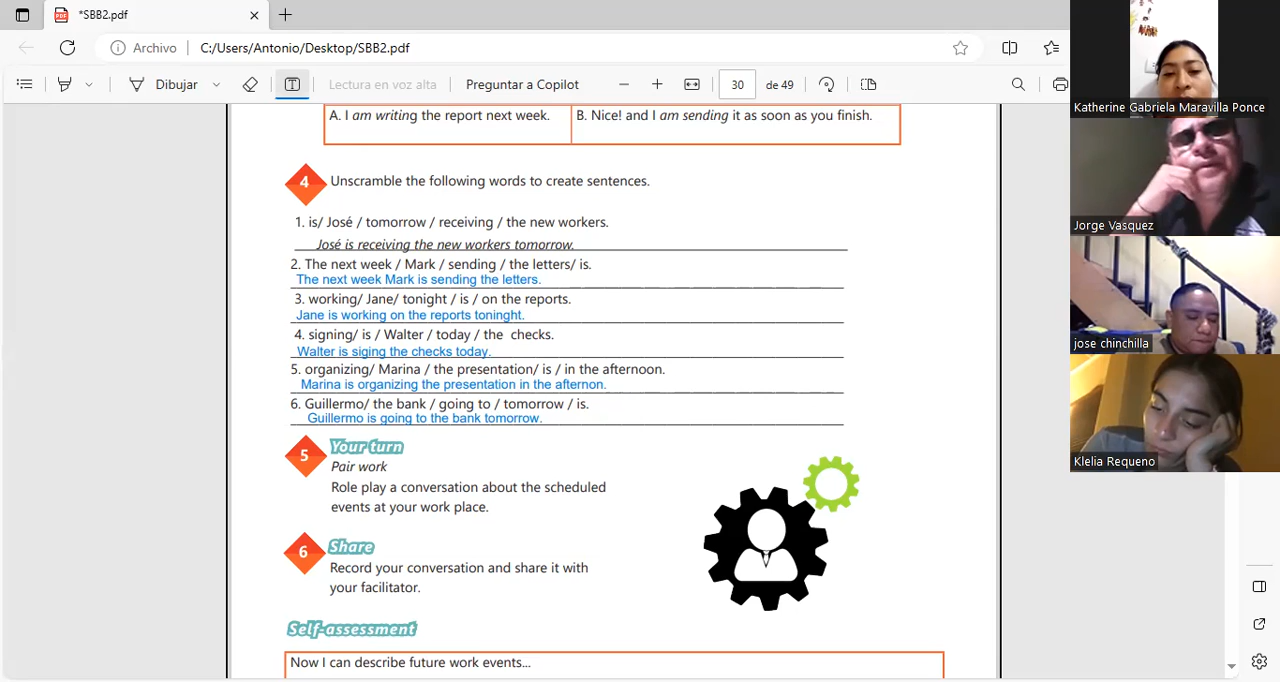 *SBB2.pdf
Archivo
C:/Users/Antonio/Desktop/SBB2.pdf
Dibujar
Lectura en voz alta
Preguntar a Copilot
30
de 49
A. I am writing the report next week.
B. Nice! and I am sending it as soon as you finish.
4
Unscramble the following words to create sentences.
1. is/ José / tomorrow / receiving / the new workers.
José is receiving the new workers tomorrow.
2. The next week / Mark / sending / the letters/ is.
The next week Mark is sending the letters.
3. working/ Jane/ tonight / is / on the reports.
Jane is working on the reports toninght.
4. signing/ is / Walter / today / the checks.
Walter is siging the checks today.
5. organizing/ Marina / the presentation/ is / in the afternoon.
Marina is organizing the presentation in the afternon.
6. Guillermo/ the bank / going to / tomorrow / is.
Guillermo is going to the bank tomorrow.
5
Your turn
Pair work
Role play a conversation about the scheduled
events at your work place.
6
Share
Record your conversation and share it with
your facilitator.
Self-assessment
Now I can describe future work events...
Katherine Gabriela Maravilla Ponce
Jorge Vasquez
jose chinchilla
Klelia Requeno